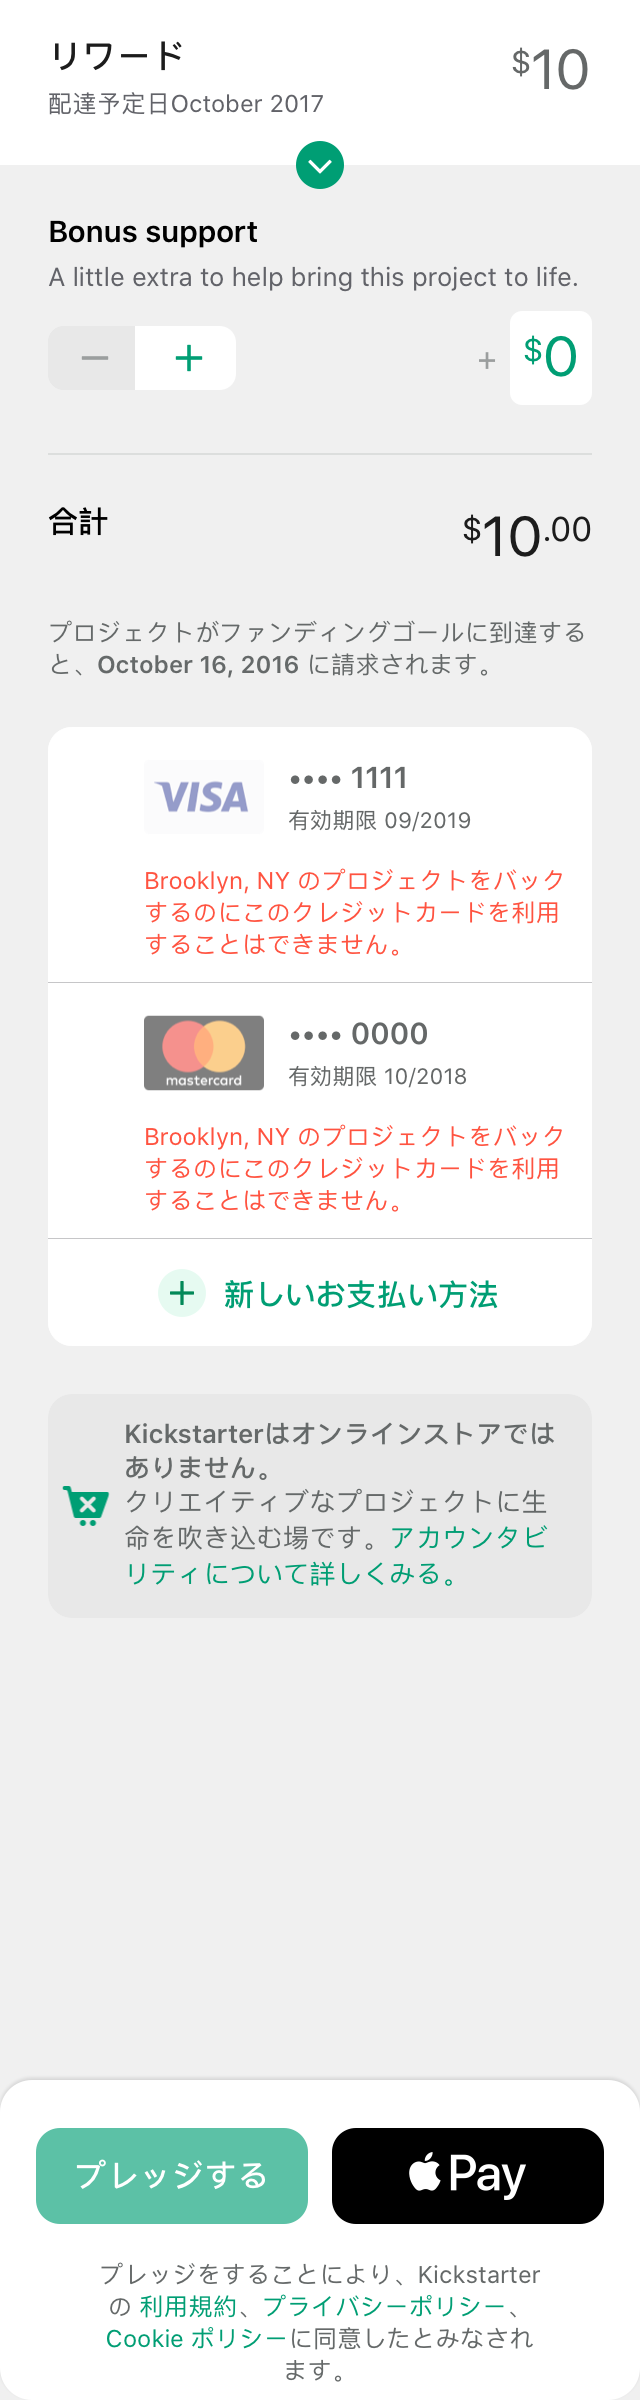 リワード
$10
配達予定日October 2017
Bonus support
A little extra to help bring this project to life.
− +
+ $0
合計
$10.00
プロジェクトがファンディングゴールに到達する
と、October 16, 2016 に請求されます。
VISA
•••• 1111
有効期限 09/2019
Brooklyn, NY のプロジェクトをバック
するのにこのクレジットカードを利用
することはできません。
mastercard
•••• 0000
有効期限 10/2018
Brooklyn, NY のプロジェクトをバック
するのにこのクレジットカードを利用
することはできません。
+ 新しいお支払い方法
Kickstarterはオンラインストアでは
ありません。
クリエイティブなプロジェクトに生
命を吹き込む場です。アカウンタビ
リティについて詳しくみる。
プレッジする
Pay
プレッジをすることにより、Kickstarter
の 利用規約、プライバシーポリシー、
Cookie ポリシーに同意したとみなされ
ます。